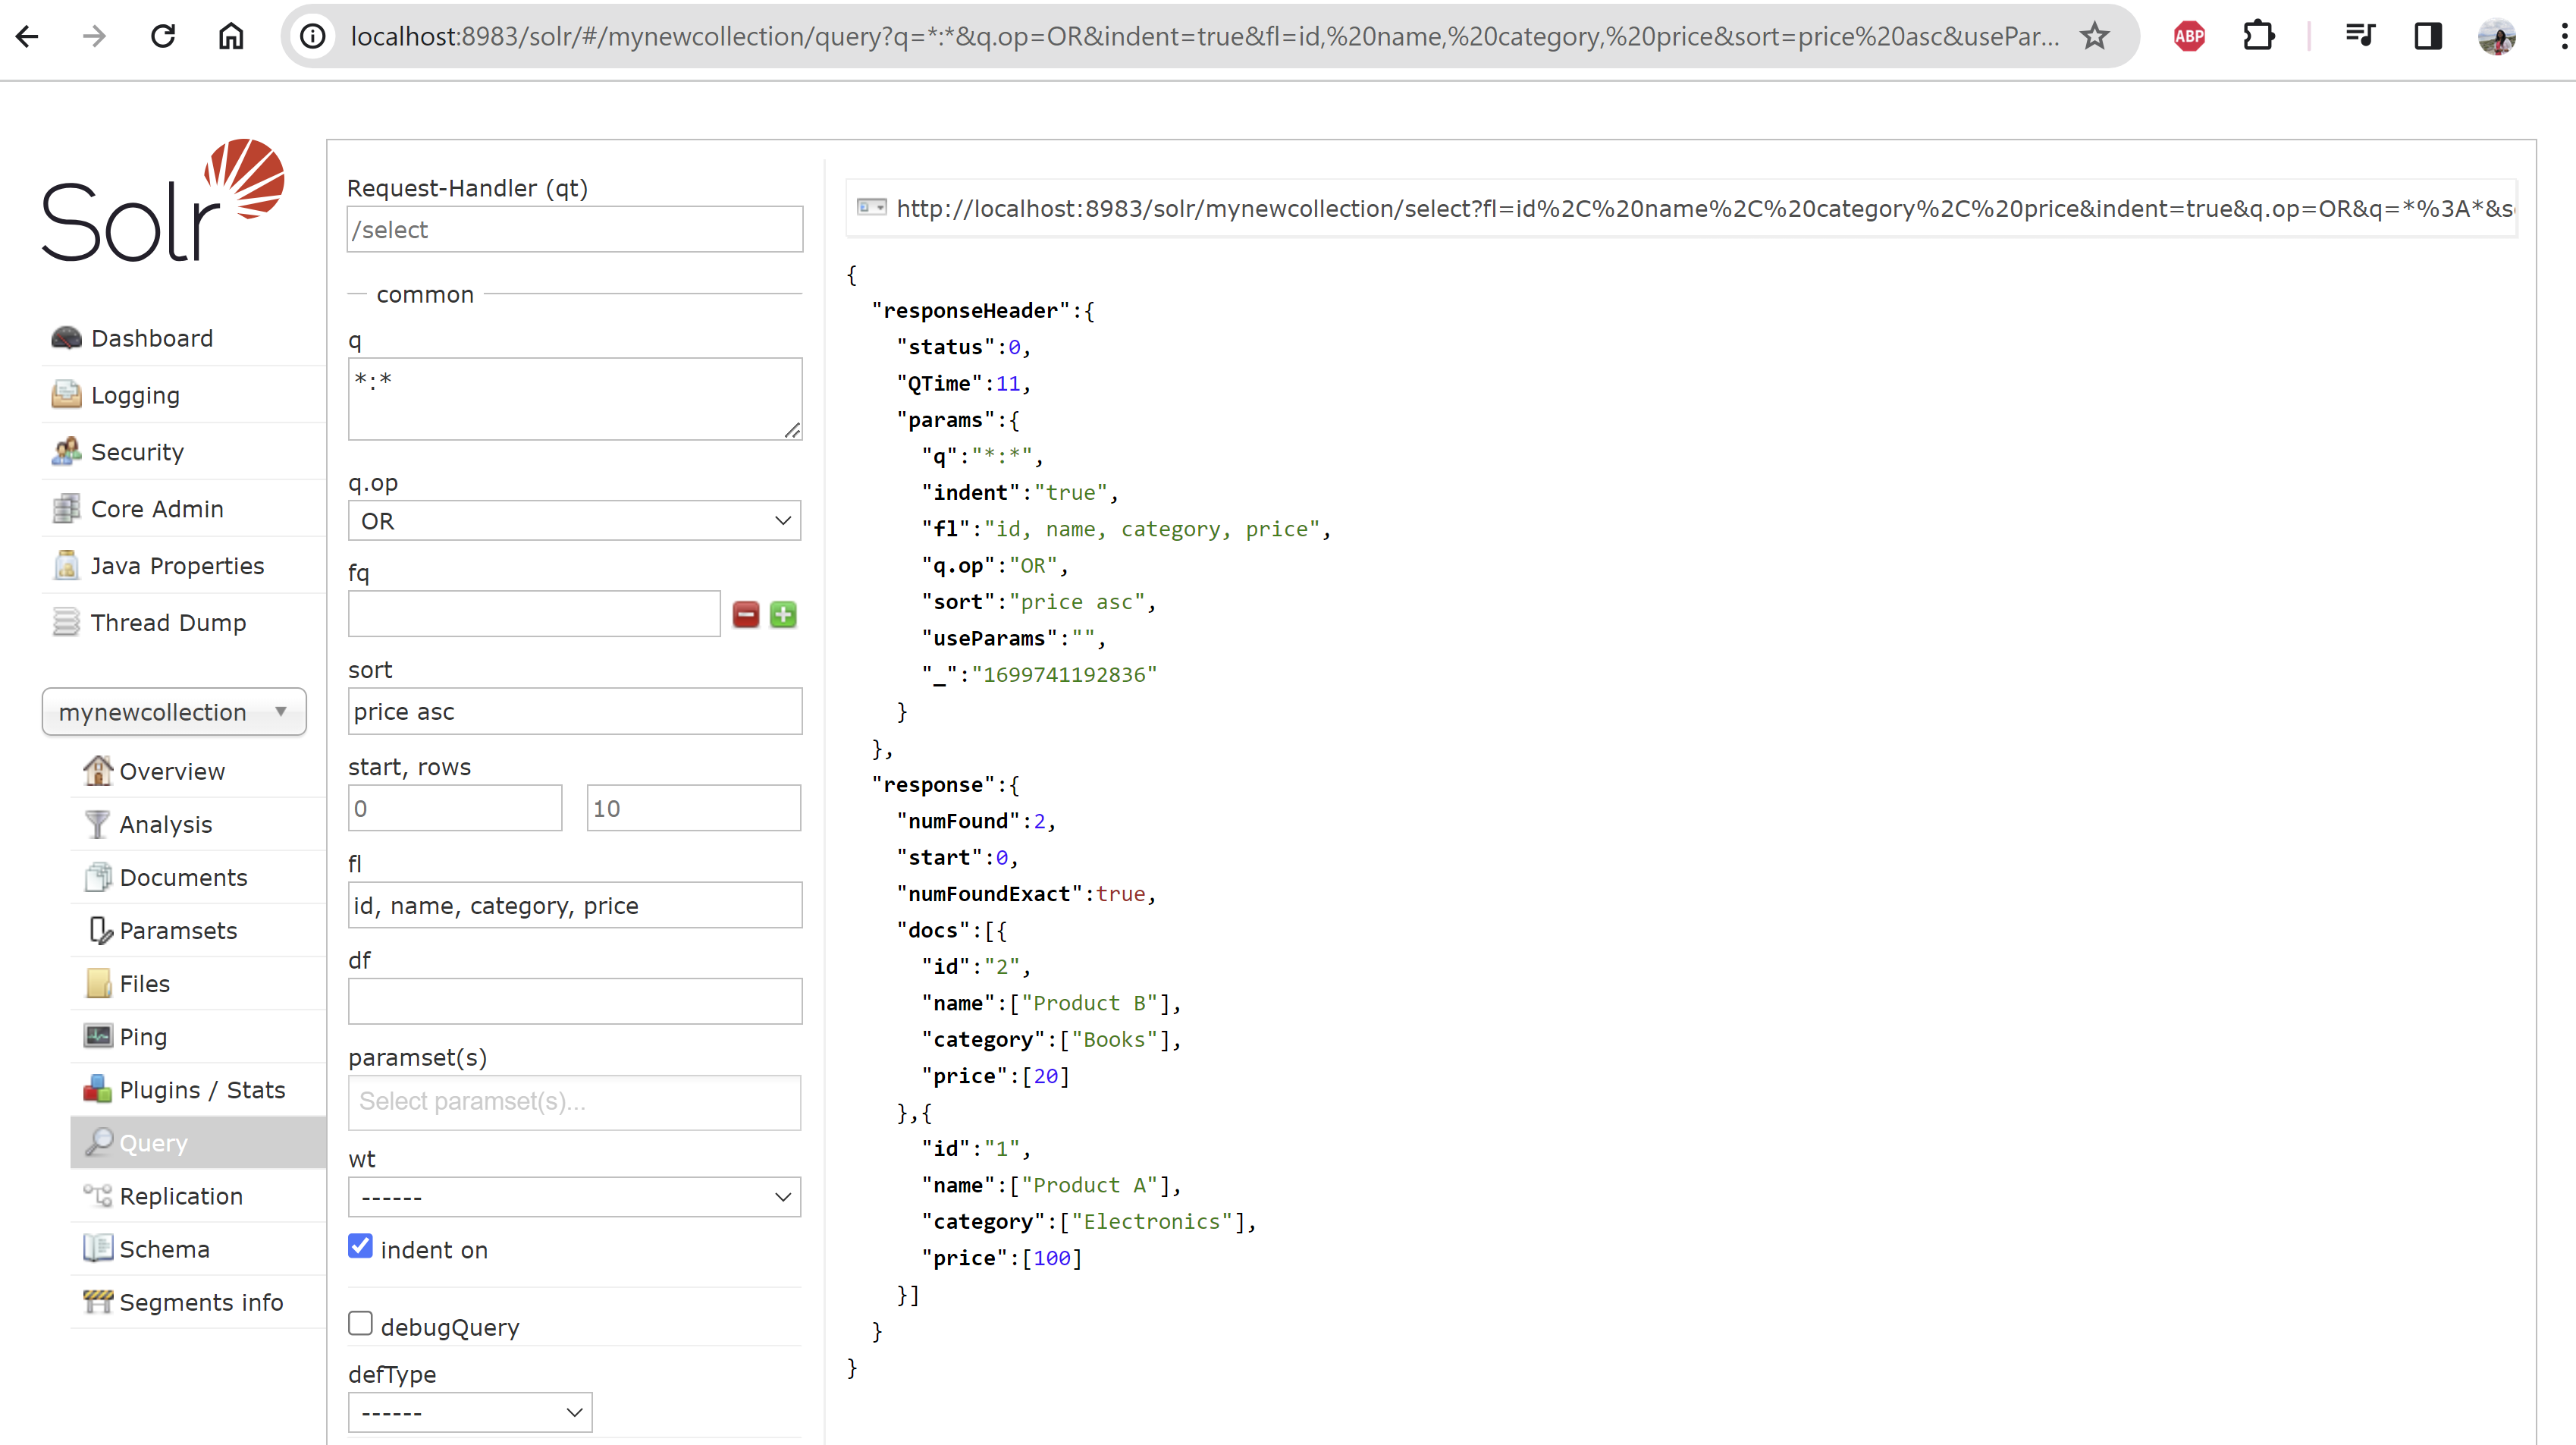 localhost:8983/solr/#/mynewcollection/query?q=*:*&q.op=OR&indent=true&fl=id,%20name,%20category,%20price&sort=price%20asc&usePar...
ABP
Solr
Dashboard
Logging
Security
Core Admin
Java Properties
Thread Dump
mynewcollection
Overview
Analysis
Documents
Paramsets
Files
Ping
Plugins / Stats
Query
Replication
Schema
Segments info
Request-Handler (qt)
/select
common
q
*:*
q.op
OR
fq
sort
price asc
start, rows
0 10
fl
id, name, category, price
df
paramset(s)
Select paramset(s)...
wt
------
indent on
debugQuery
defType
------
http://localhost:8983/solr/mynewcollection/select?fl=id%2C%20name%2C%20category%2C%20price&indent=true&q.op=OR&q=*%3A*&s
{
"responseHeader":{
"status":0,
"QTime":11,
"params":{
"q":"*:*",
"indent":"true",
"fl":"id, name, category, price",
"q.op":"OR",
"sort":"price asc",
"useParams":"",
"_":"1699741192836"
}
},
"response":{
"numFound":2,
"start":0,
"numFoundExact":true,
"docs":[{
"id":"2",
"name":["Product B"],
"category":["Books"],
"price":[20]
},{
"id":"1",
"name":["Product A"],
"category":["Electronics"],
"price":[100]
}]
}
}